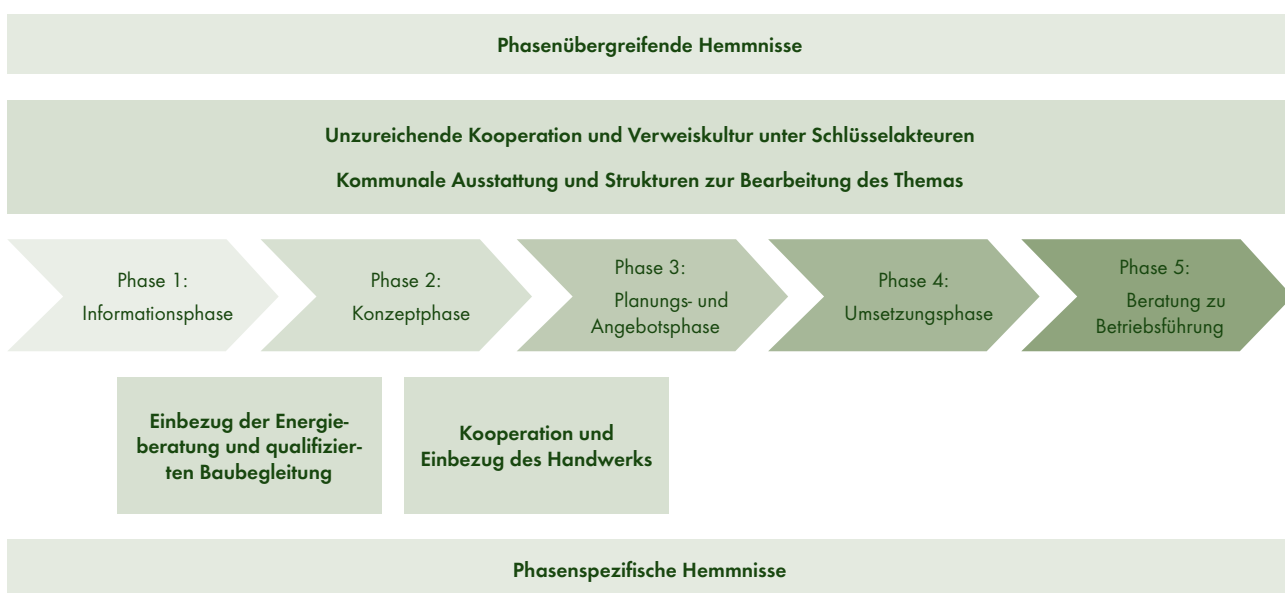 Phasenübergreifende Hemmnisse
Unzureichende Kooperation und Verweiskultur unter Schlüsselakteuren
Kommunale Ausstattung und Strukturen zur Bearbeitung des Themas
Phase 1:
Informationsphase
Phase 2:
Konzeptphase
Phase 3:
Planungs- und
Angebotsphase
Phase 4:
Umsetzungsphase
Phase 5:
Beratung zu
Betriebsführung
Einbezug der Energie-
beratung und qualifizier-
ten Baubegleitung
Kooperation und
Einbezug des Handwerks
Phasenspezifische Hemmnisse